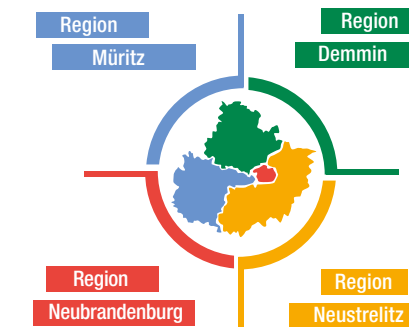 Region
Müritz
Region
Demmin
Region
Neubrandenburg
Region
Neustrelitz